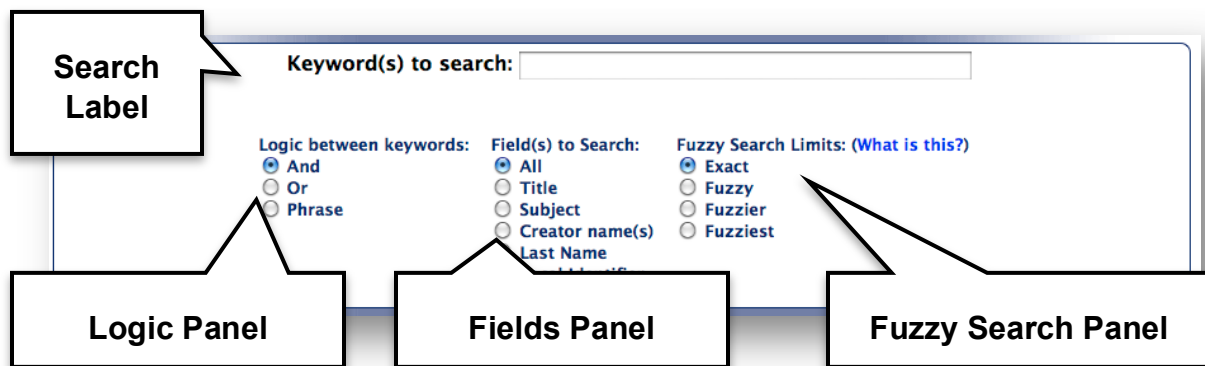 Search
Label
Keyword(s) to search:
Logic between keywords:
And
Or
Phrase
Field(s) to Search:
All
Title
Subject
Creator name(s)
Last Name
Fuzzy Search Limits: (What is this?)
Exact
Fuzzy
Fuzzier
Fuzziest
Logic Panel
Fields Panel
Fuzzy Search Panel